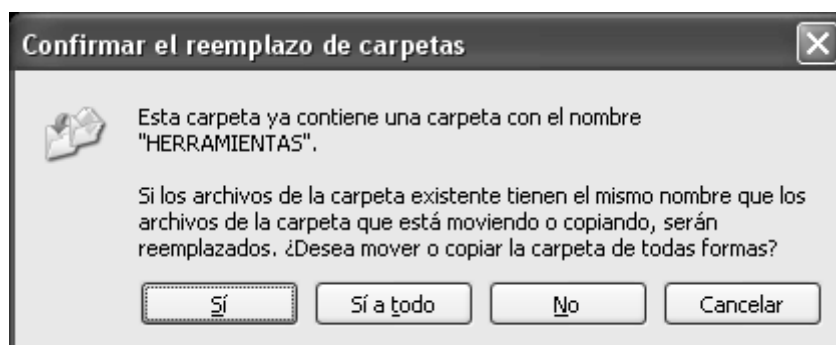 Confirmar el reemplazo de carpetas
Esta carpeta ya contiene una carpeta con el nombre
"HERRAMIENTAS".
Si los archivos de la carpeta existente tienen el mismo nombre que los
archivos de la carpeta que está moviendo o copiando, serán
reemplazados. ¿Desea mover o copiar la carpeta de todas formas?
Sí
Sí a todo
No
Cancelar